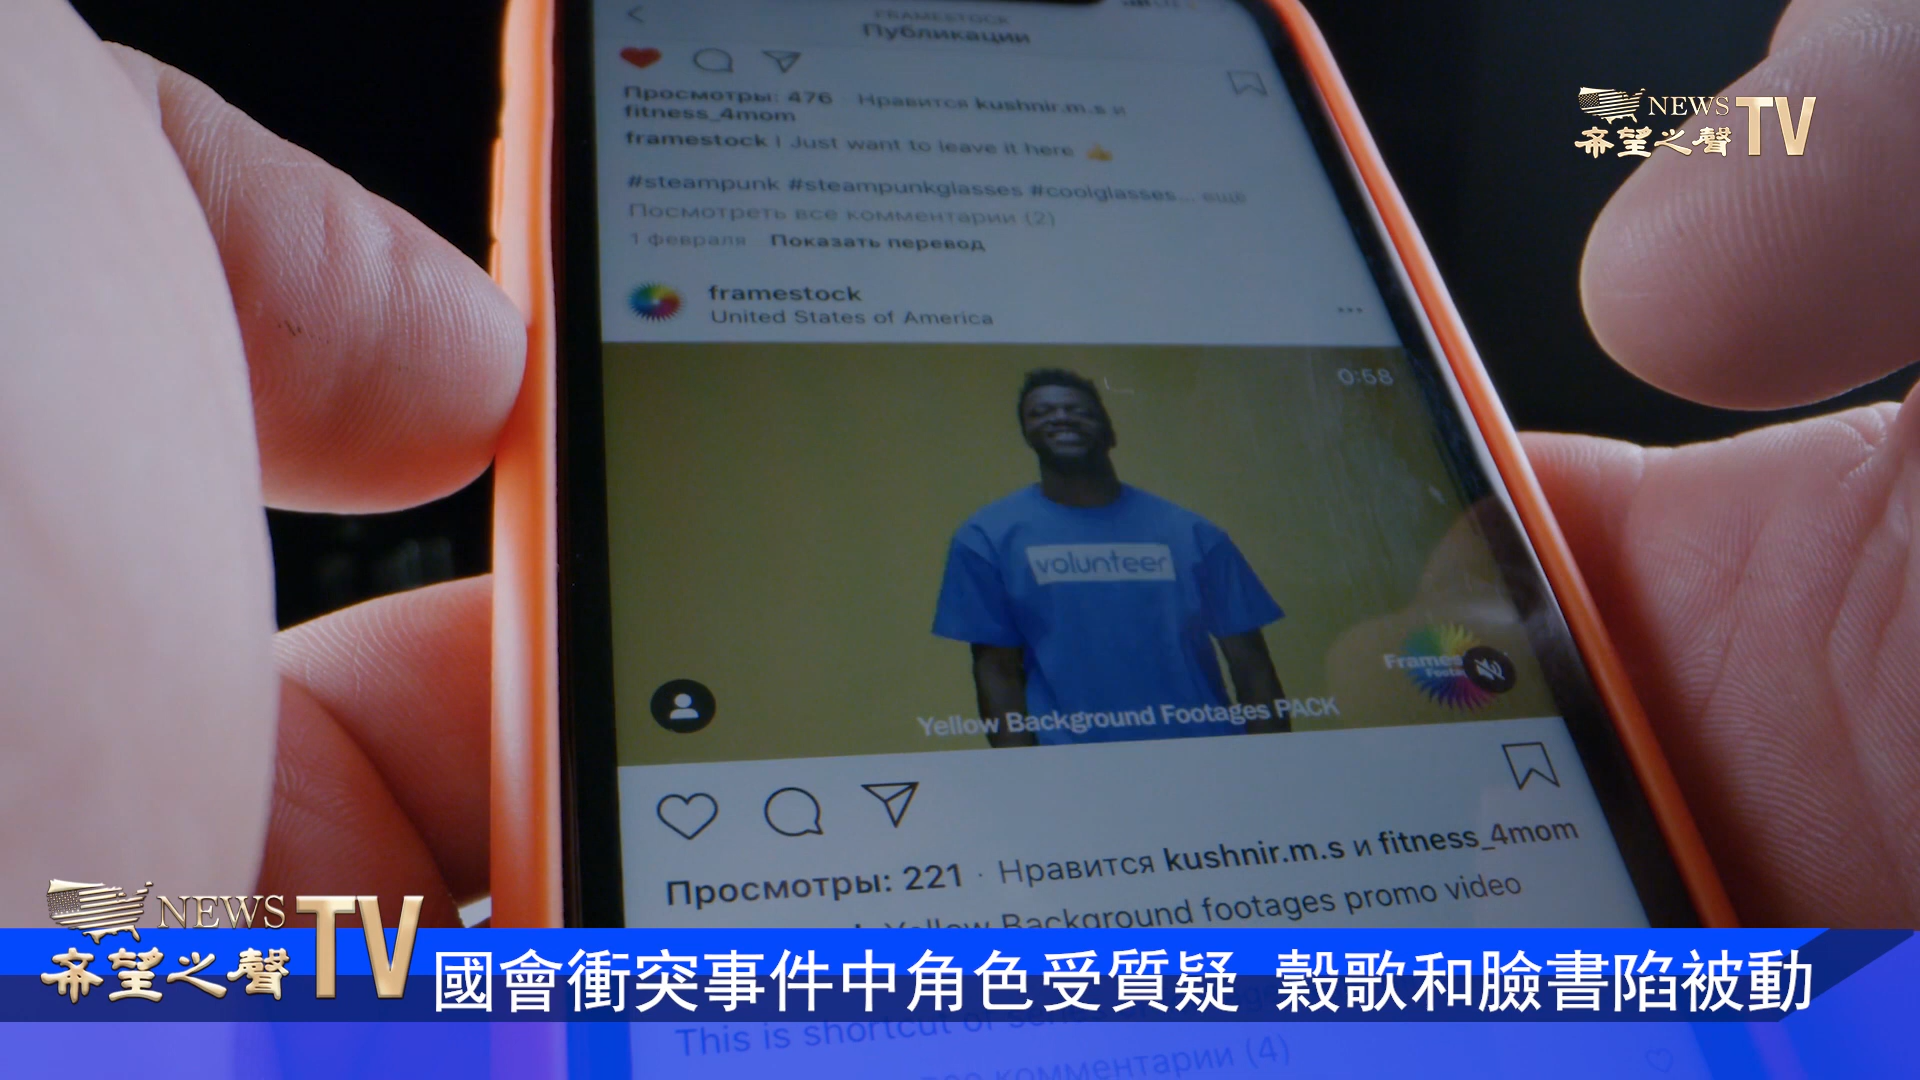 FRAMESTOCK
Публикации
Просмотры: 476 · Нравится kushnir.m.s и
fitness_4mom
framestock I Just want to leave it here 👍
#steampunk #steampunkglasses #coolglasses... ещё
Посмотреть все комментарии (2)
1 февраля · Показать перевод
framestock
United States of America
0:58
volunteer
Yellow Background Footages PACK
Просмотры: 221 · Нравится kushnir.m.s и fitness_4mom
Yellow Background footages promo video
This is shortcut of
комментарии (4)
NEWS TV
希望之聲
NEWS TV
希望之聲
國會衝突事件中角色受質疑 穀歌和臉書陷被動